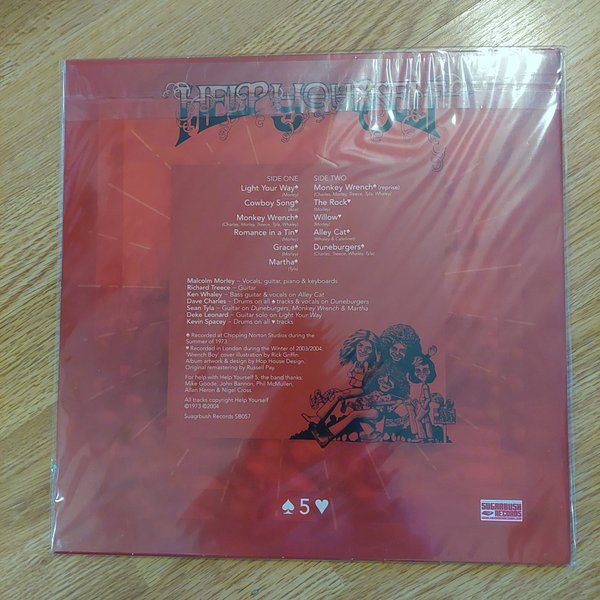 HELP YOURSELF
SIDE ONE
Light Your Way♠
(Morley)
Cowboy Song♠
Monkey Wrench♠
(Charles, Morley, Treece, Tyla, Whaley)
Romance in a Tin♥
(Morley)
Grace♠
(Morley)
Martha♠
(Tyla)
SIDE TWO
Monkey Wrench♠(reprise)
(Charles, Morley, Treece, Tyla, Whaley)
The Rock♥
(Morley)
Willow♥
(Morley)
Alley Cat♠
Duneburgers♠
(Charles, Treece, Whaley, Tyla)
Malcolm Morley – Vocals, guitar, piano & keyboards
Richard Treece – Guitar
Ken Whaley – Bass guitar & vocals on Alley Cat
Dave Charles – Drums on all ♠ tracks & vocals on Duneburgers
Sean Tyla – Guitar on Duneburgers, Monkey Wrench & Martha
Deke Leonard – Guitar solo on Light Your Way
Kevin Spacey – Drums on all ♥ tracks
♠ Recorded at Chipping Norton Studios during the
Summer of 1973.
♥ Recorded in London during the Winter of 2003/2004.
'Wrench Boy' cover illustration by Rick Griffin.
Album artwork & design by Hop House Design.
Original remastering by Russell Pay.
For help with Help Yourself 5, the band thanks:
Mike Goode, John Bannon, Phil McMullen,
Allan Heron & Nigel Cross.
All tracks copyright Help Yourself
©1973 ©2004
Suagrbush Records SB057
♠ 5 ♥
SUGARBUSH
RECORDS